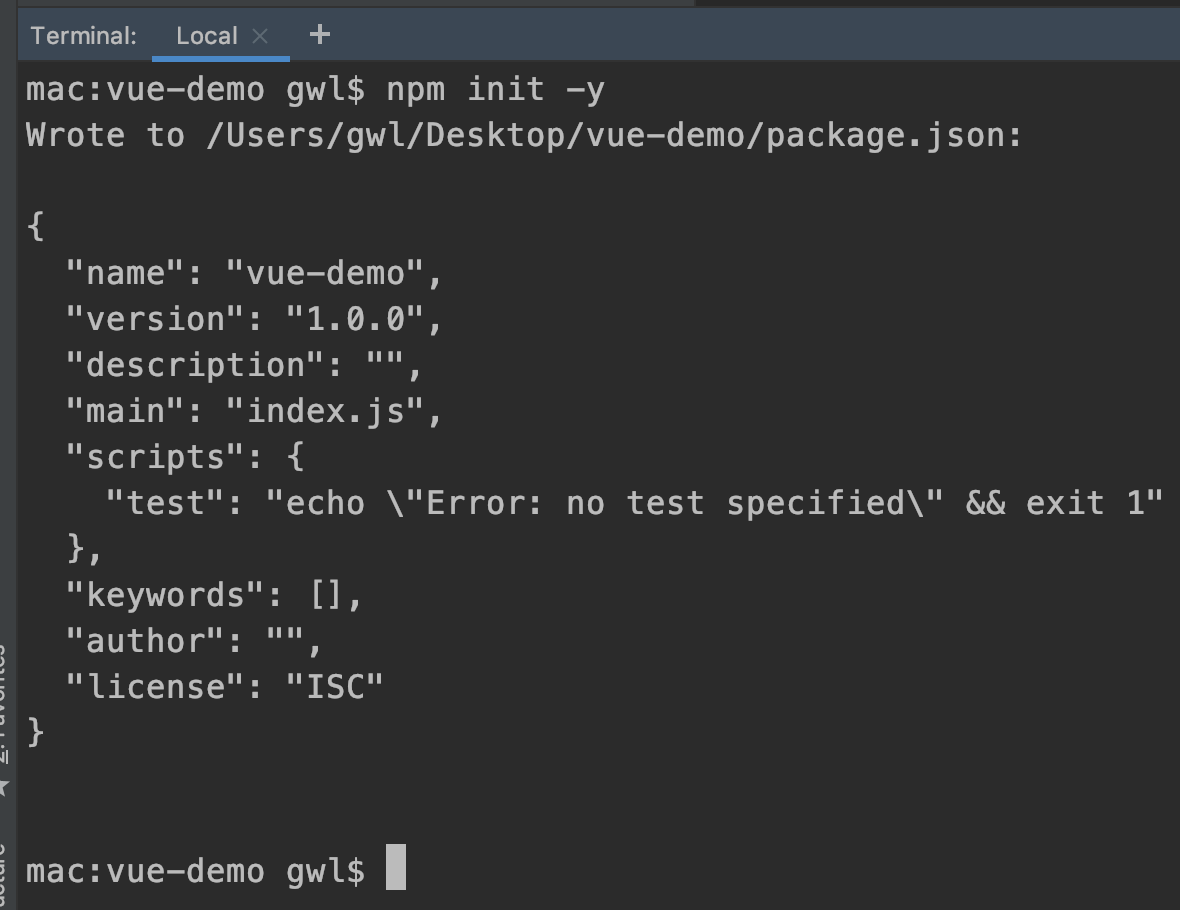 Terminal: Local × +
mac:vue-demo gwl$ npm init -y
Wrote to /Users/gwl/Desktop/vue-demo/package.json:
{
  "name": "vue-demo",
  "version": "1.0.0",
  "description": "",
  "main": "index.js",
  "scripts": {
    "test": "echo \"Error: no test specified\" && exit 1"
  },
  "keywords": [],
  "author": "",
  "license": "ISC"
}
mac:vue-demo gwl$
2: Favorites